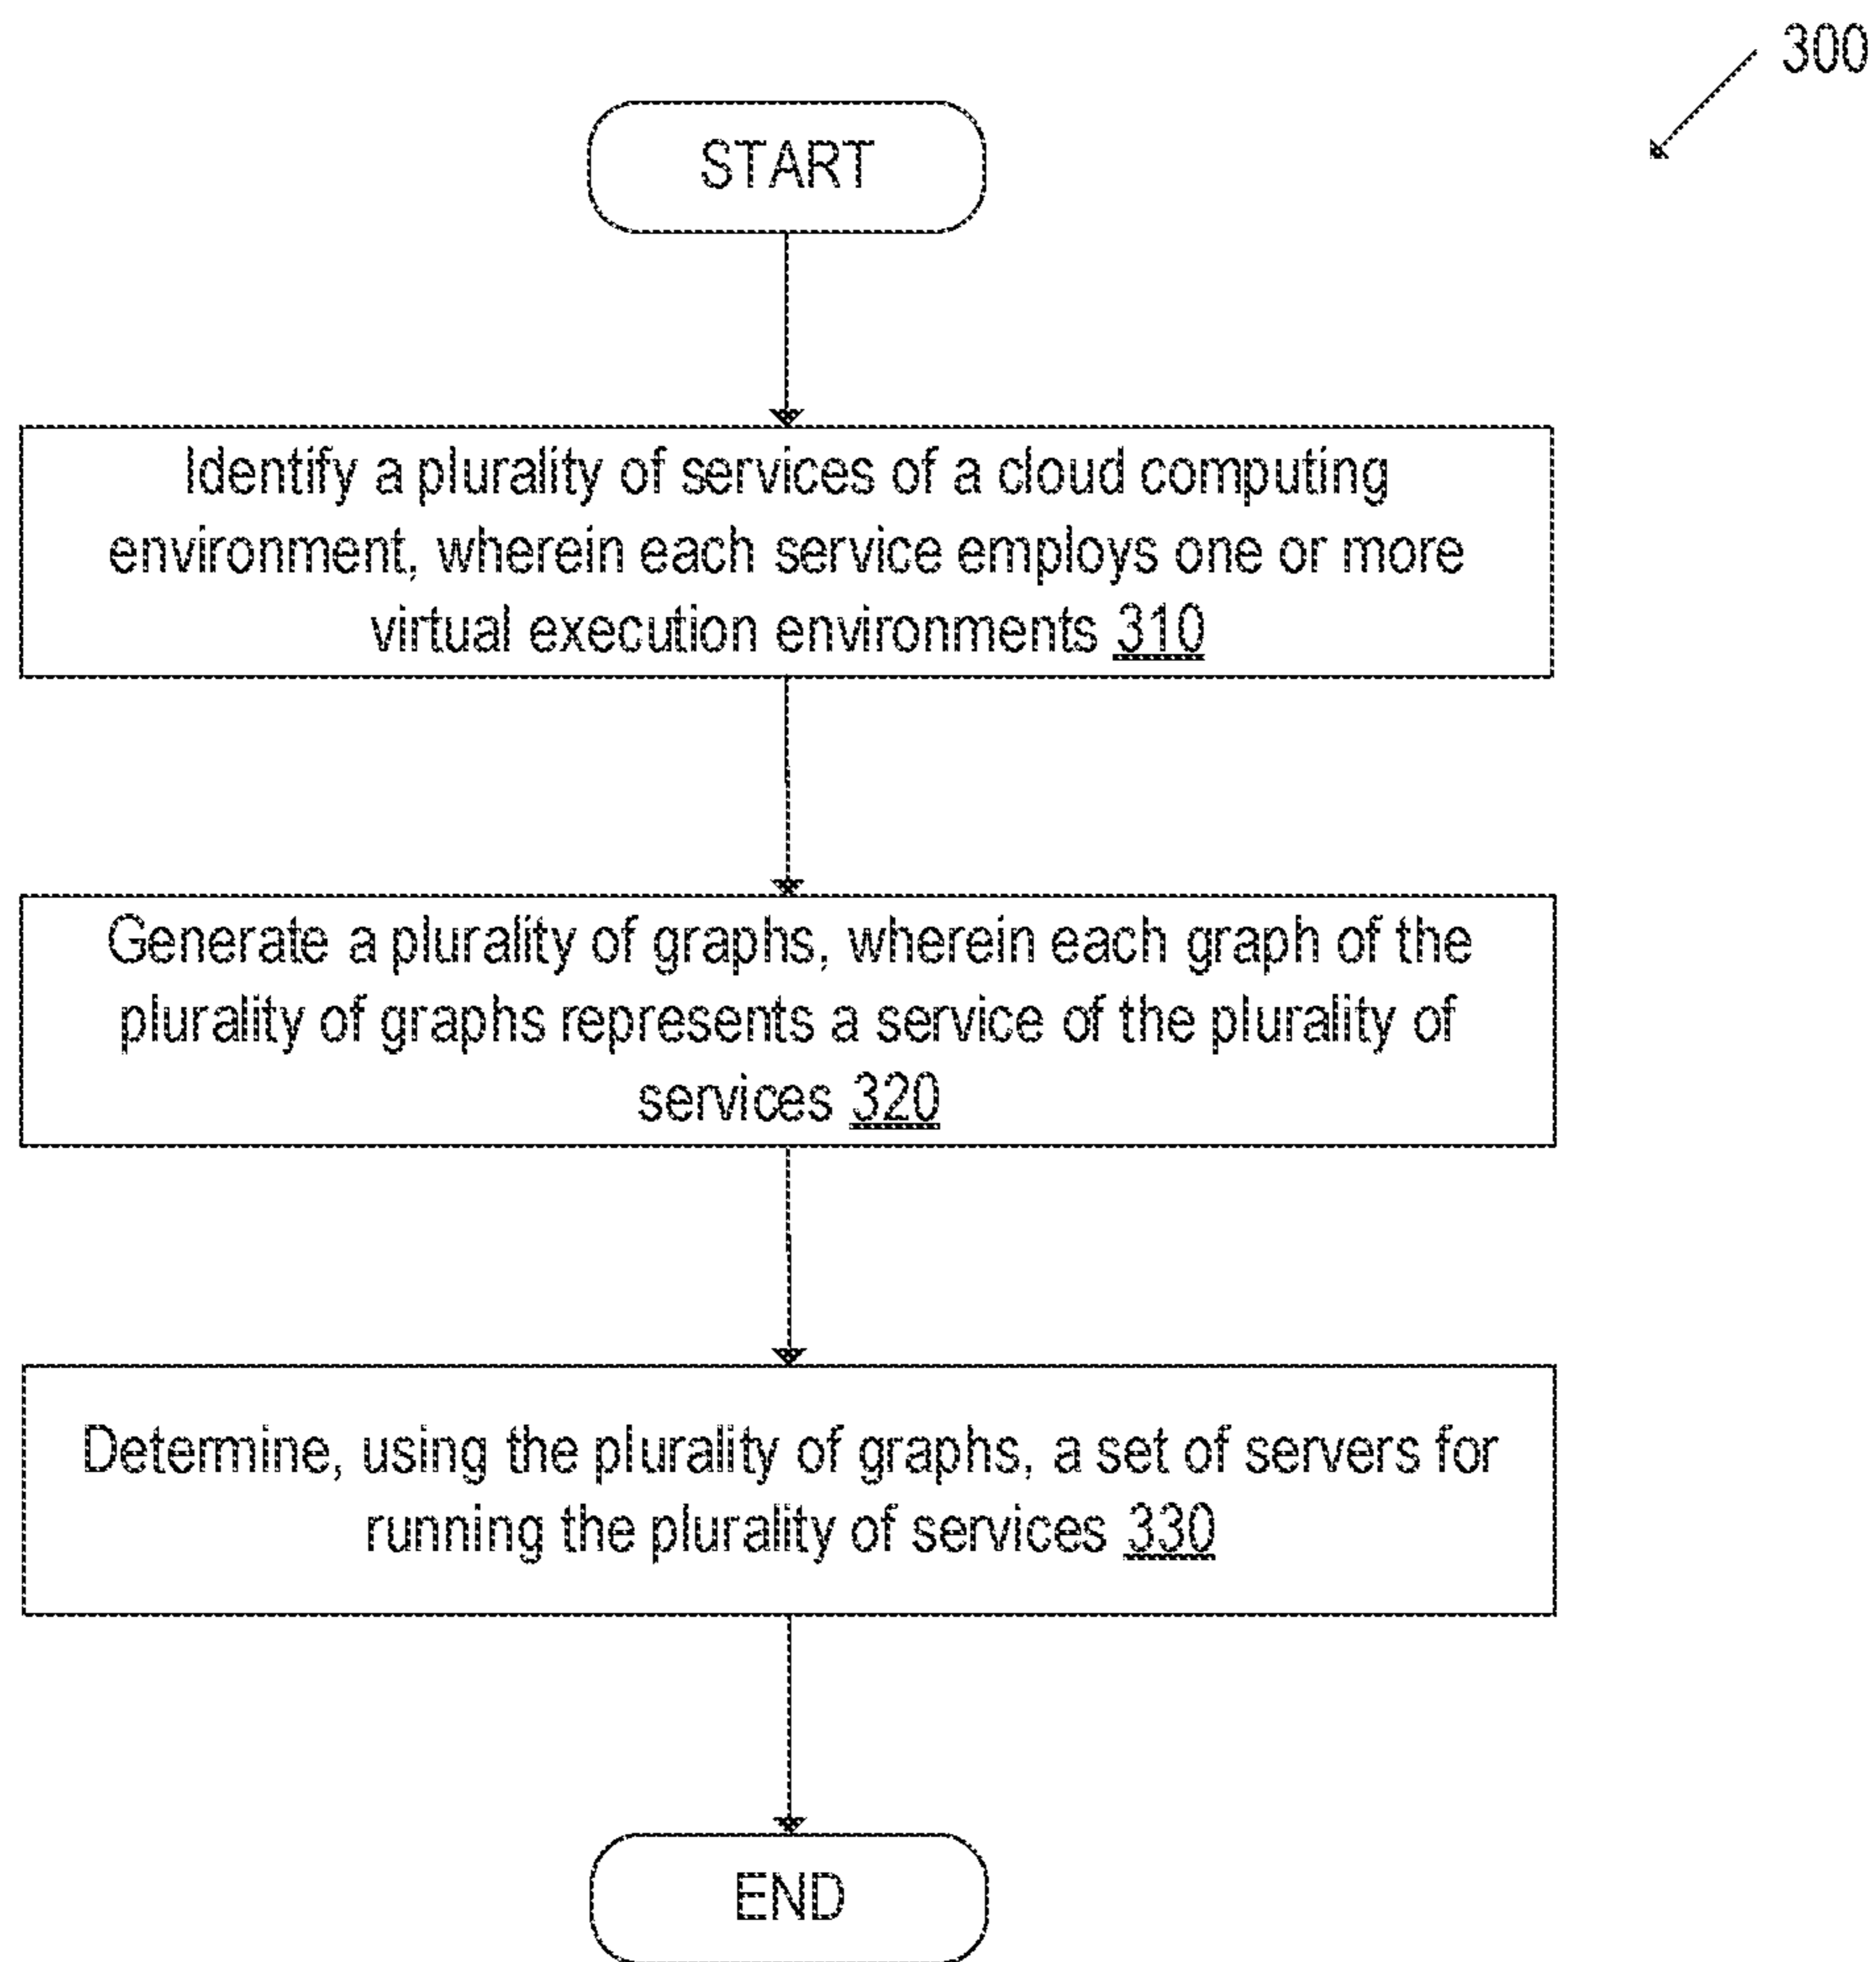 300
START
Identify a plurality of services of a cloud computing
environment, wherein each service employs one or more
virtual execution environments 310
Generate a plurality of graphs, wherein each graph of the
plurality of graphs represents a service of the plurality of
services 320
Determine, using the plurality of graphs, a set of servers for
running the plurality of services 330
END